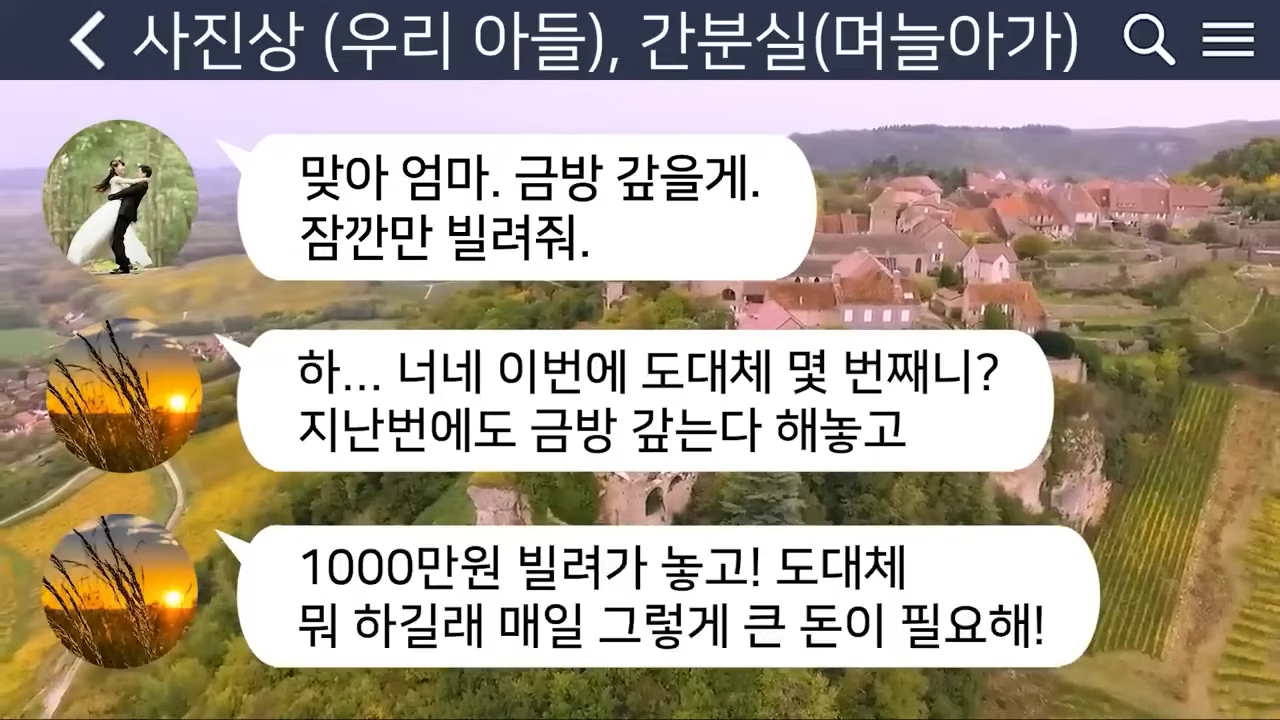 사진상 (우리 아들), 간분실(며늘아가)
맞아 엄마. 금방 갚을게.
잠깐만 빌려줘.
하... 너네 이번에 도대체 몇 번째니?
지난번에도 금방 갚는다 해놓고
1000만원 빌려가 놓고! 도대체
뭐 하길래 매일 그렇게 큰 돈이 필요해!